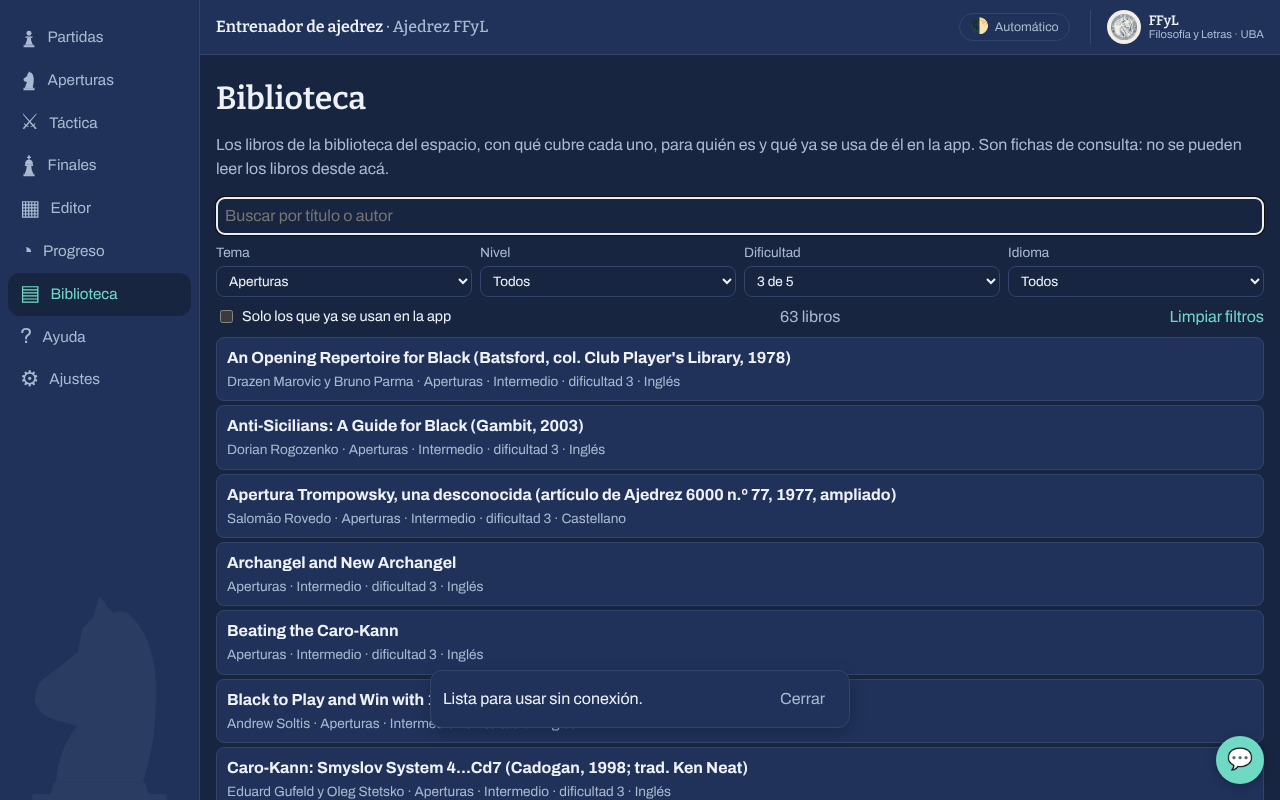 Partidas
Aperturas
Táctica
Finales
Editor
Progreso
Biblioteca
? Ayuda
Ajustes
Entrenador de ajedrez · Ajedrez FFyL
Automático
FFyL
Filosofía y Letras · UBA
Biblioteca
Los libros de la biblioteca del espacio, con qué cubre cada uno, para quién es y qué ya se usa de él en la app. Son fichas de consulta: no se pueden
leer los libros desde acá.
Buscar por título o autor
Tema
Nivel
Dificultad
Idioma
Aperturas
Todos
3 de 5
Todos
Solo los que ya se usan en la app
63 libros
Limpiar filtros
An Opening Repertoire for Black (Batsford, col. Club Player's Library, 1978)
Drazen Marovic y Bruno Parma · Aperturas · Intermedio · dificultad 3 · Inglés
Anti-Sicilians: A Guide for Black (Gambit, 2003)
Dorian Rogozenko · Aperturas · Intermedio · dificultad 3 · Inglés
Apertura Trompowsky, una desconocida (artículo de Ajedrez 6000 n.º 77, 1977, ampliado)
Salomão Rovedo · Aperturas · Intermedio · dificultad 3 · Castellano
Archangel and New Archangel
Aperturas · Intermedio · dificultad 3 · Inglés
Beating the Caro-Kann
Aperturas · Intermedio · dificultad 3 · Inglés
Black to Play and Win with
Andrew Soltis · Aperturas ·
Lista para usar sin conexión.
Cerrar
Caro-Kann: Smyslov System 4...Cd7 (Cadogan, 1998; trad. Ken Neat)
Eduard Gufeld y Oleg Stetsko · Aperturas · Intermedio · dificultad 3 · Inglés